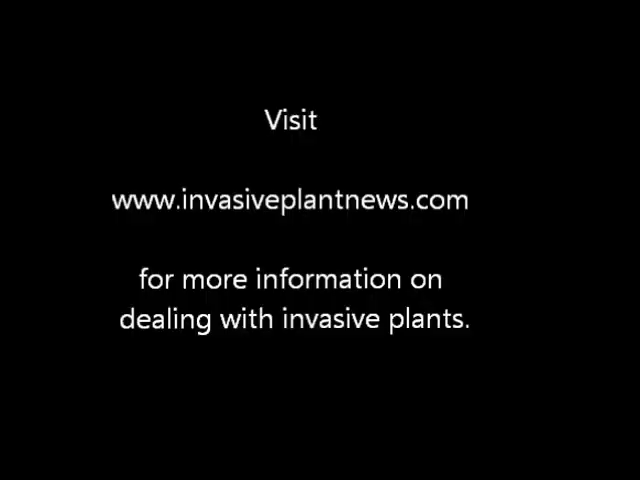 Visit
www.invasiveplantnews.com
for more information on
dealing with invasive plants.